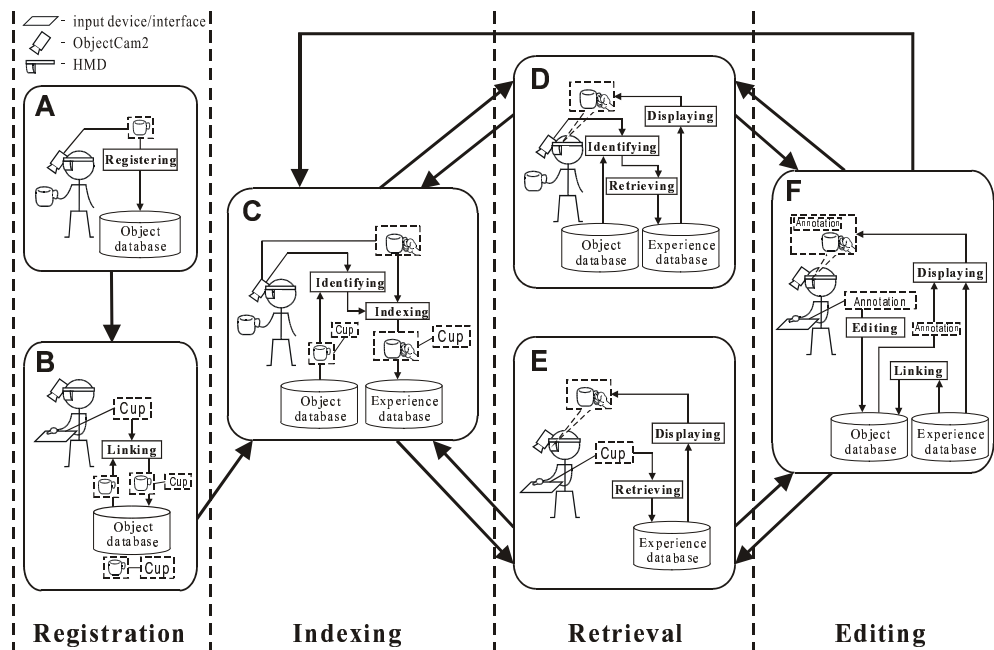 - input device/interface
- ObjectCam2
- HMD
A
Registering
Object
database
B
Cup
Linking
Cup
Object
database
Cup
C
Identifying
Indexing
Cup
Cup
Object
database
Experience
database
D
Displaying
Identifying
Retrieving
Object
database
Experience
database
E
Displaying
Cup
Retrieving
Experience
database
F
Annotation
Displaying
Annotation
Editing
Annotation
Linking
Object
database
Experience
database
Registration
Indexing
Retrieval
Editing